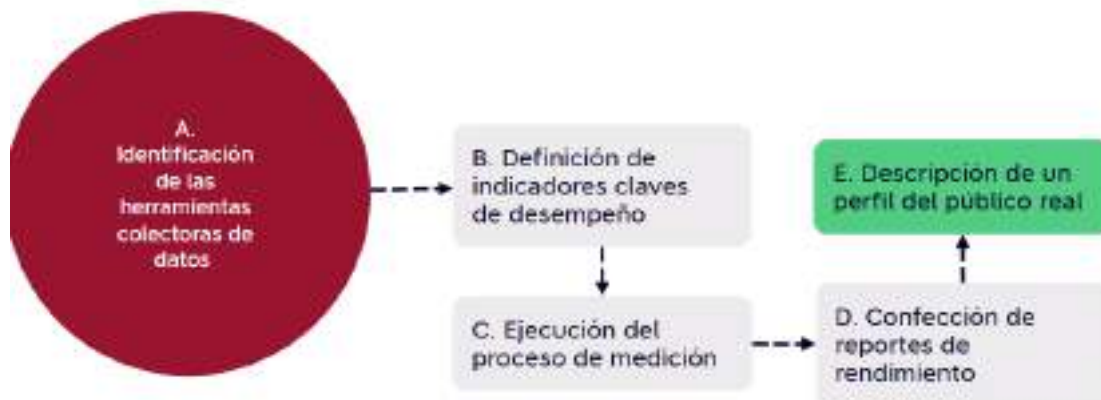 A.
Identificación
de las
herramientas
colectoras de
datos
B. Definición de
indicadores claves
de desempeño
C. Ejecución del
proceso de medición
D. Confección de
reportes de
rendimiento
E. Descripción de un
perfil del público real